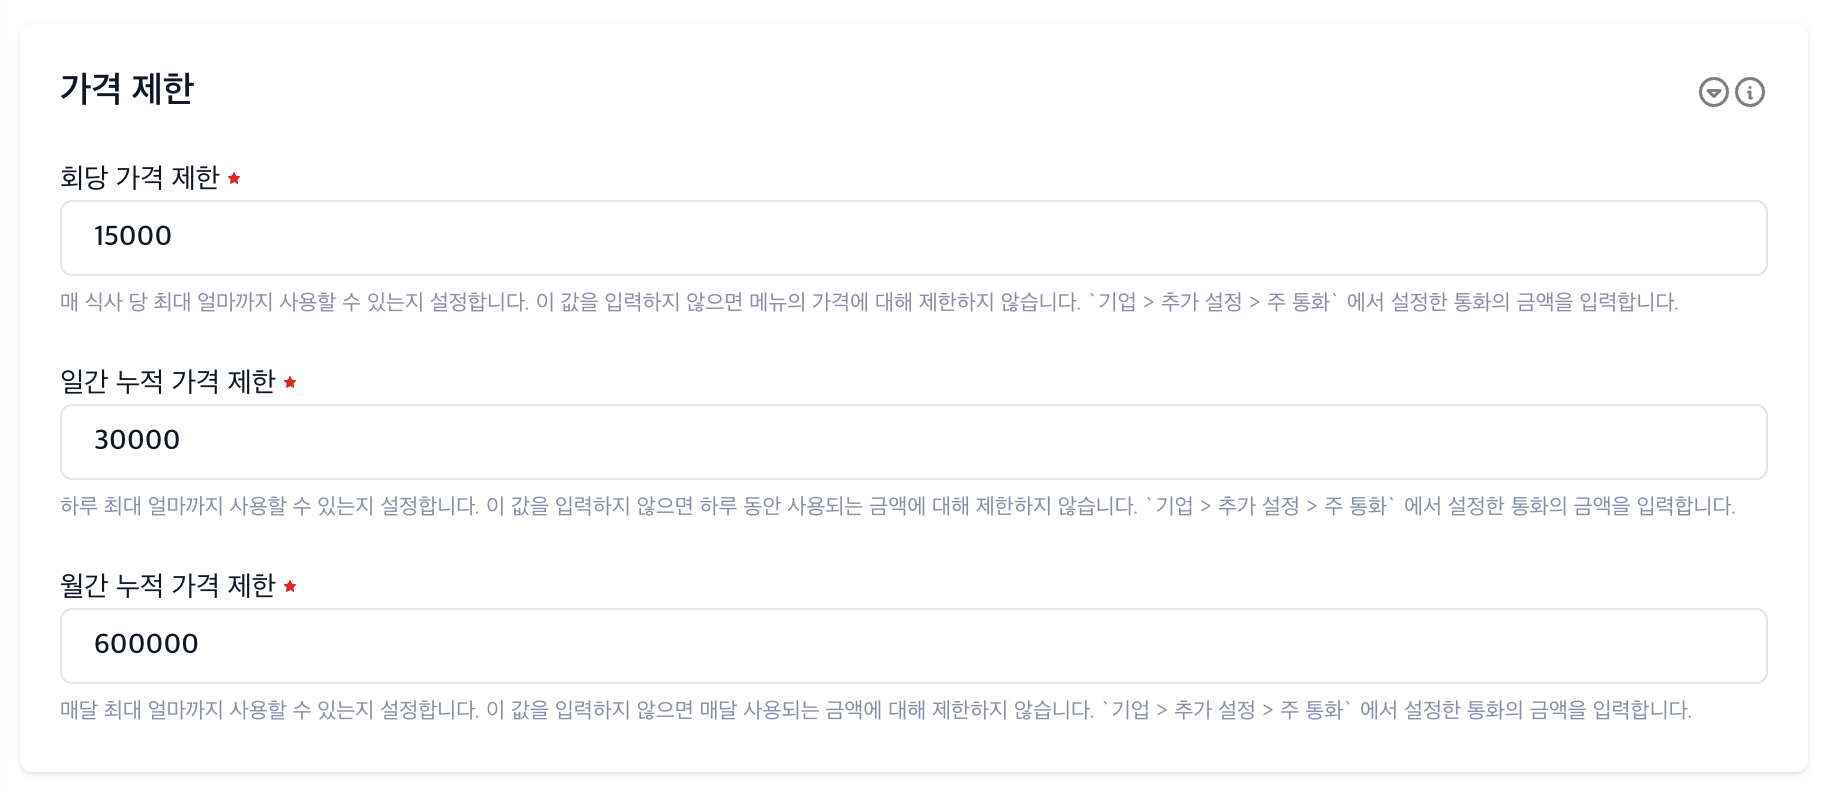 가격 제한
회당 가격 제한
15000
매 식사 당 최대 얼마까지 사용할 수 있는지 설정합니다. 이 값을 입력하지 않으면 메뉴의 가격에 대해 제한하지 않습니다. `기업 > 추가 설정 > 주 통화` 에서 설정한 통화의 금액을 입력합니다.
일간 누적 가격 제한
30000
하루 최대 얼마까지 사용할 수 있는지 설정합니다. 이 값을 입력하지 않으면 하루 동안 사용되는 금액에 대해 제한하지 않습니다. `기업 > 추가 설정 > 주 통화` 에서 설정한 통화의 금액을 입력합니다.
월간 누적 가격 제한
600000
매달 최대 얼마까지 사용할 수 있는지 설정합니다. 이 값을 입력하지 않으면 매달 사용되는 금액에 대해 제한하지 않습니다. `기업 > 추가 설정 > 주 통화` 에서 설정한 통화의 금액을 입력합니다.